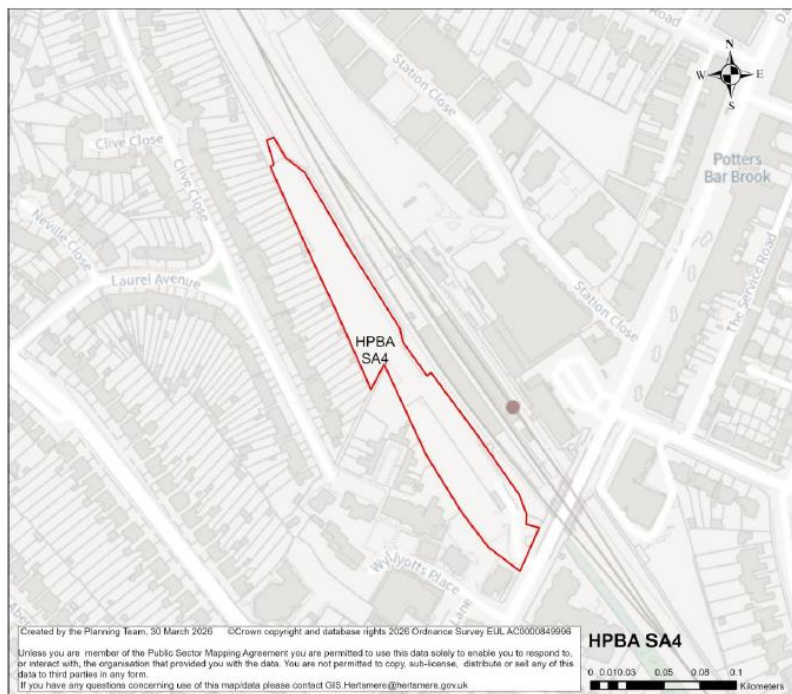 Road
N
W E
S
Station Close
Clive Close
Potters
Bar Brook
Clive Close
Neville Close
Laurel Avenue
The Service Road
Station Close
HPBA
SA4
Wyllyotts Place
Lane
Created by the Planning Team, 30 March 2026 ©Crown copyright and database rights 2026 Ordnance Survey EUL AC0000849996
Unless you are member of the Public Sector Mapping Agreement you are permitted to use this data solely to enable you to respond to,
or interact with, the organisation that provided you with the data. You are not permitted to copy, sub-license, distribute or sell any of this
data to third parties in any form.
If you have any questions concerning use of this map/data please contact GIS.Hertsmere@hertsmere.gov.uk
HPBA SA4
0 0.010.03 0.05 0.08 0.1
Kilometers